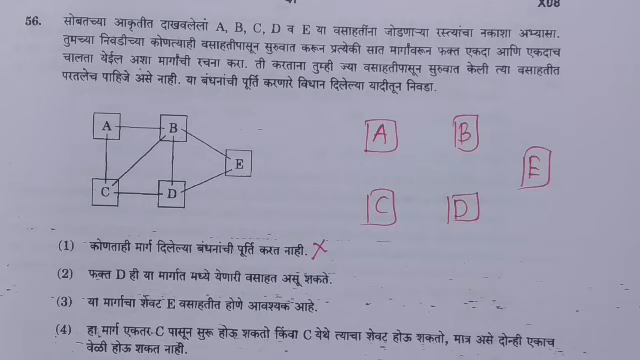 X08
56. सोबतच्या आकृतीत दाखवलेलां A, B, C, D व E या वसाहतींना जोडणाऱ्या रस्त्यांचा नकाशा अभ्यासा.
तुमच्या निवडीच्या कोणत्याही वसाहतीपासून सुरुवात करून प्रत्येकी सात मार्गांवरून फक्त एकदा आणि एकदाच
चालता येईल अशा मार्गाची रचना करा. ती करताना तुम्ही ज्या वसाहतीपासून सुरुवात केली त्या वसाहतीत
परतलेच पाहिजे असे नाही. या बंधनांची पूर्ति करणारे विधान दिलेल्या यादीतून निवडा.
A B
E
C D
A B
E
C D
(1) कोणताही मार्ग दिलेल्या बंधनांची पूर्ति करत नाही. X
(2) फक्त D ही या मार्गात मध्ये येणारी वसाहत असू शकते.
(3) या मार्गाचा शेवट E वसाहतीत होणे आवश्यक आहे.
(4) हा मार्ग एकतर C पासून सुरू होऊ शकतो किंवा C येथे त्याचा शेवट होऊ शकतो, मात्र असे दोन्ही एकाच
वेळी होऊ शकत नाही.